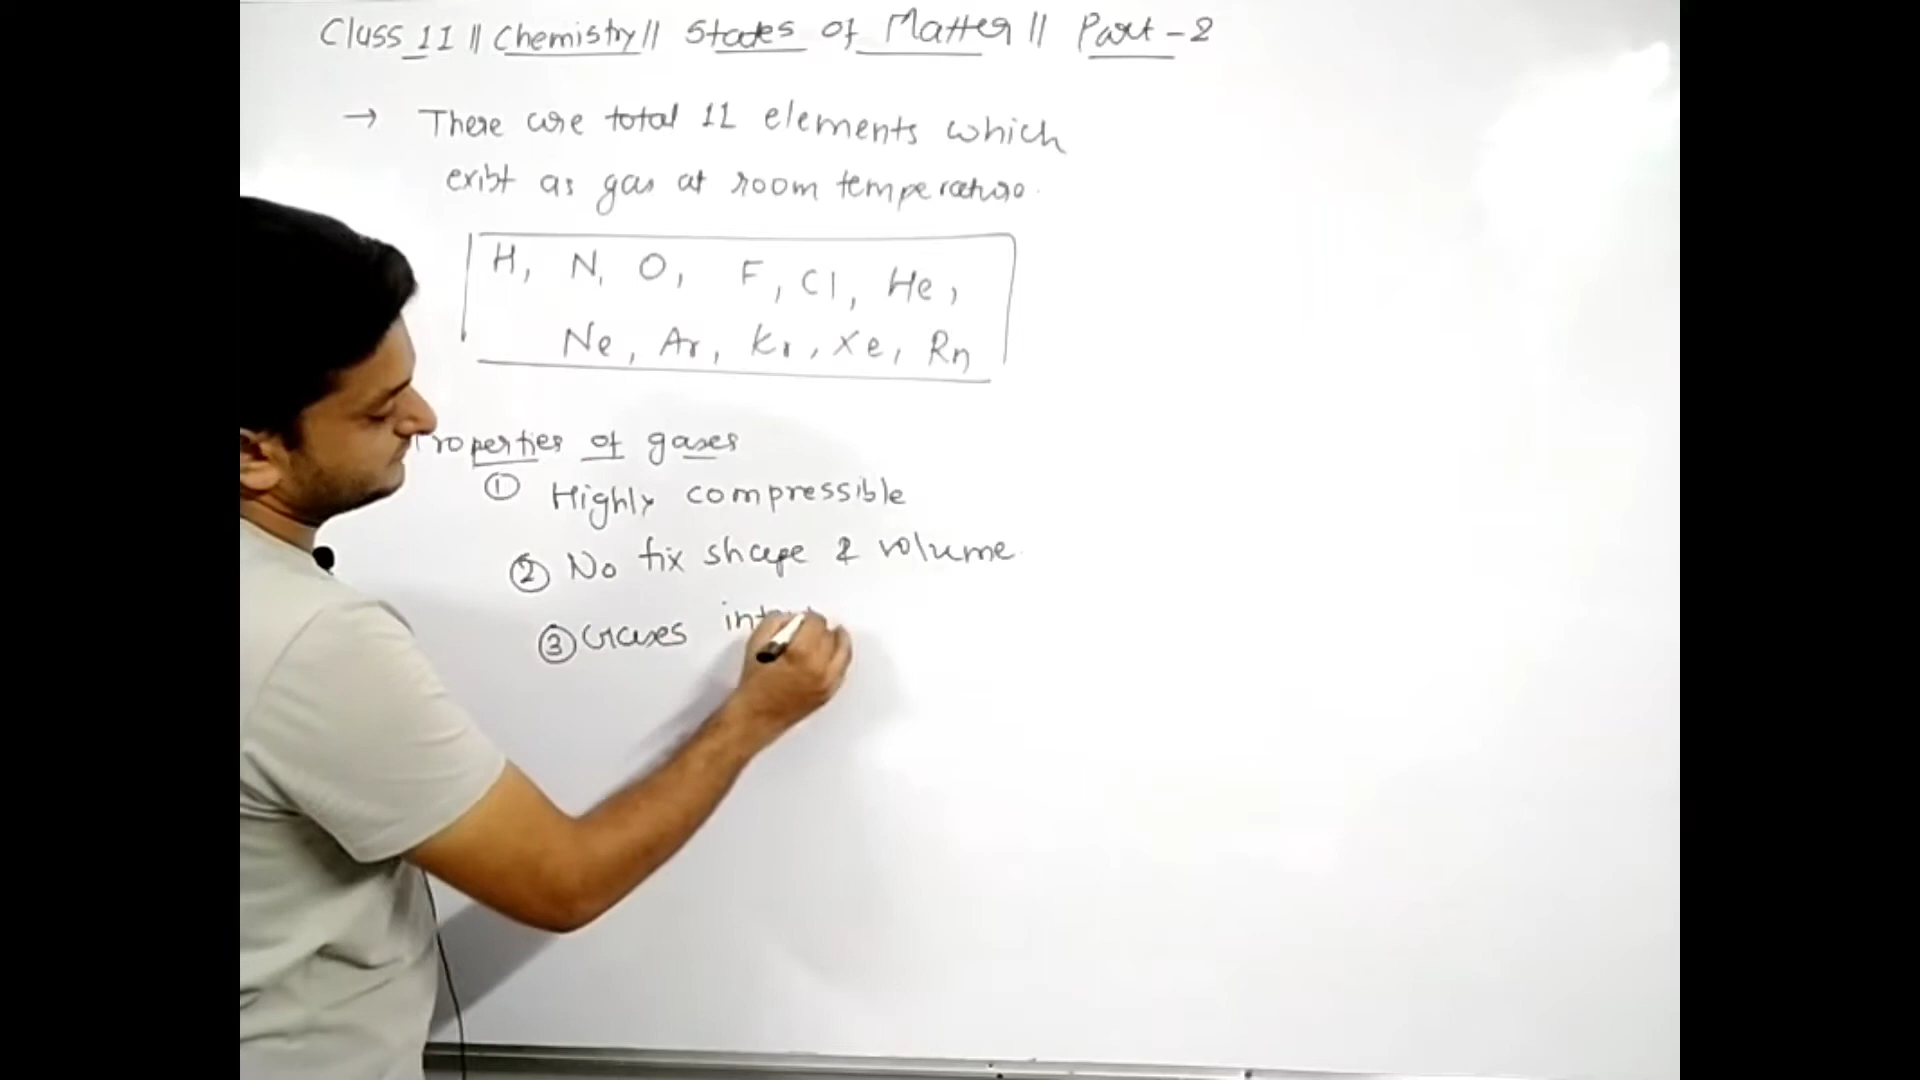 Class 11 || Chemistry || States of Matter || Part-2
→ There are total 11 elements which
exist as gas at room temperature.
H, N, O, F, Cl, He,
Ne, Ar, Kr, Xe, Rn
Properties of gases
① Highly compressible
② No fix shape & volume.
③ Gases